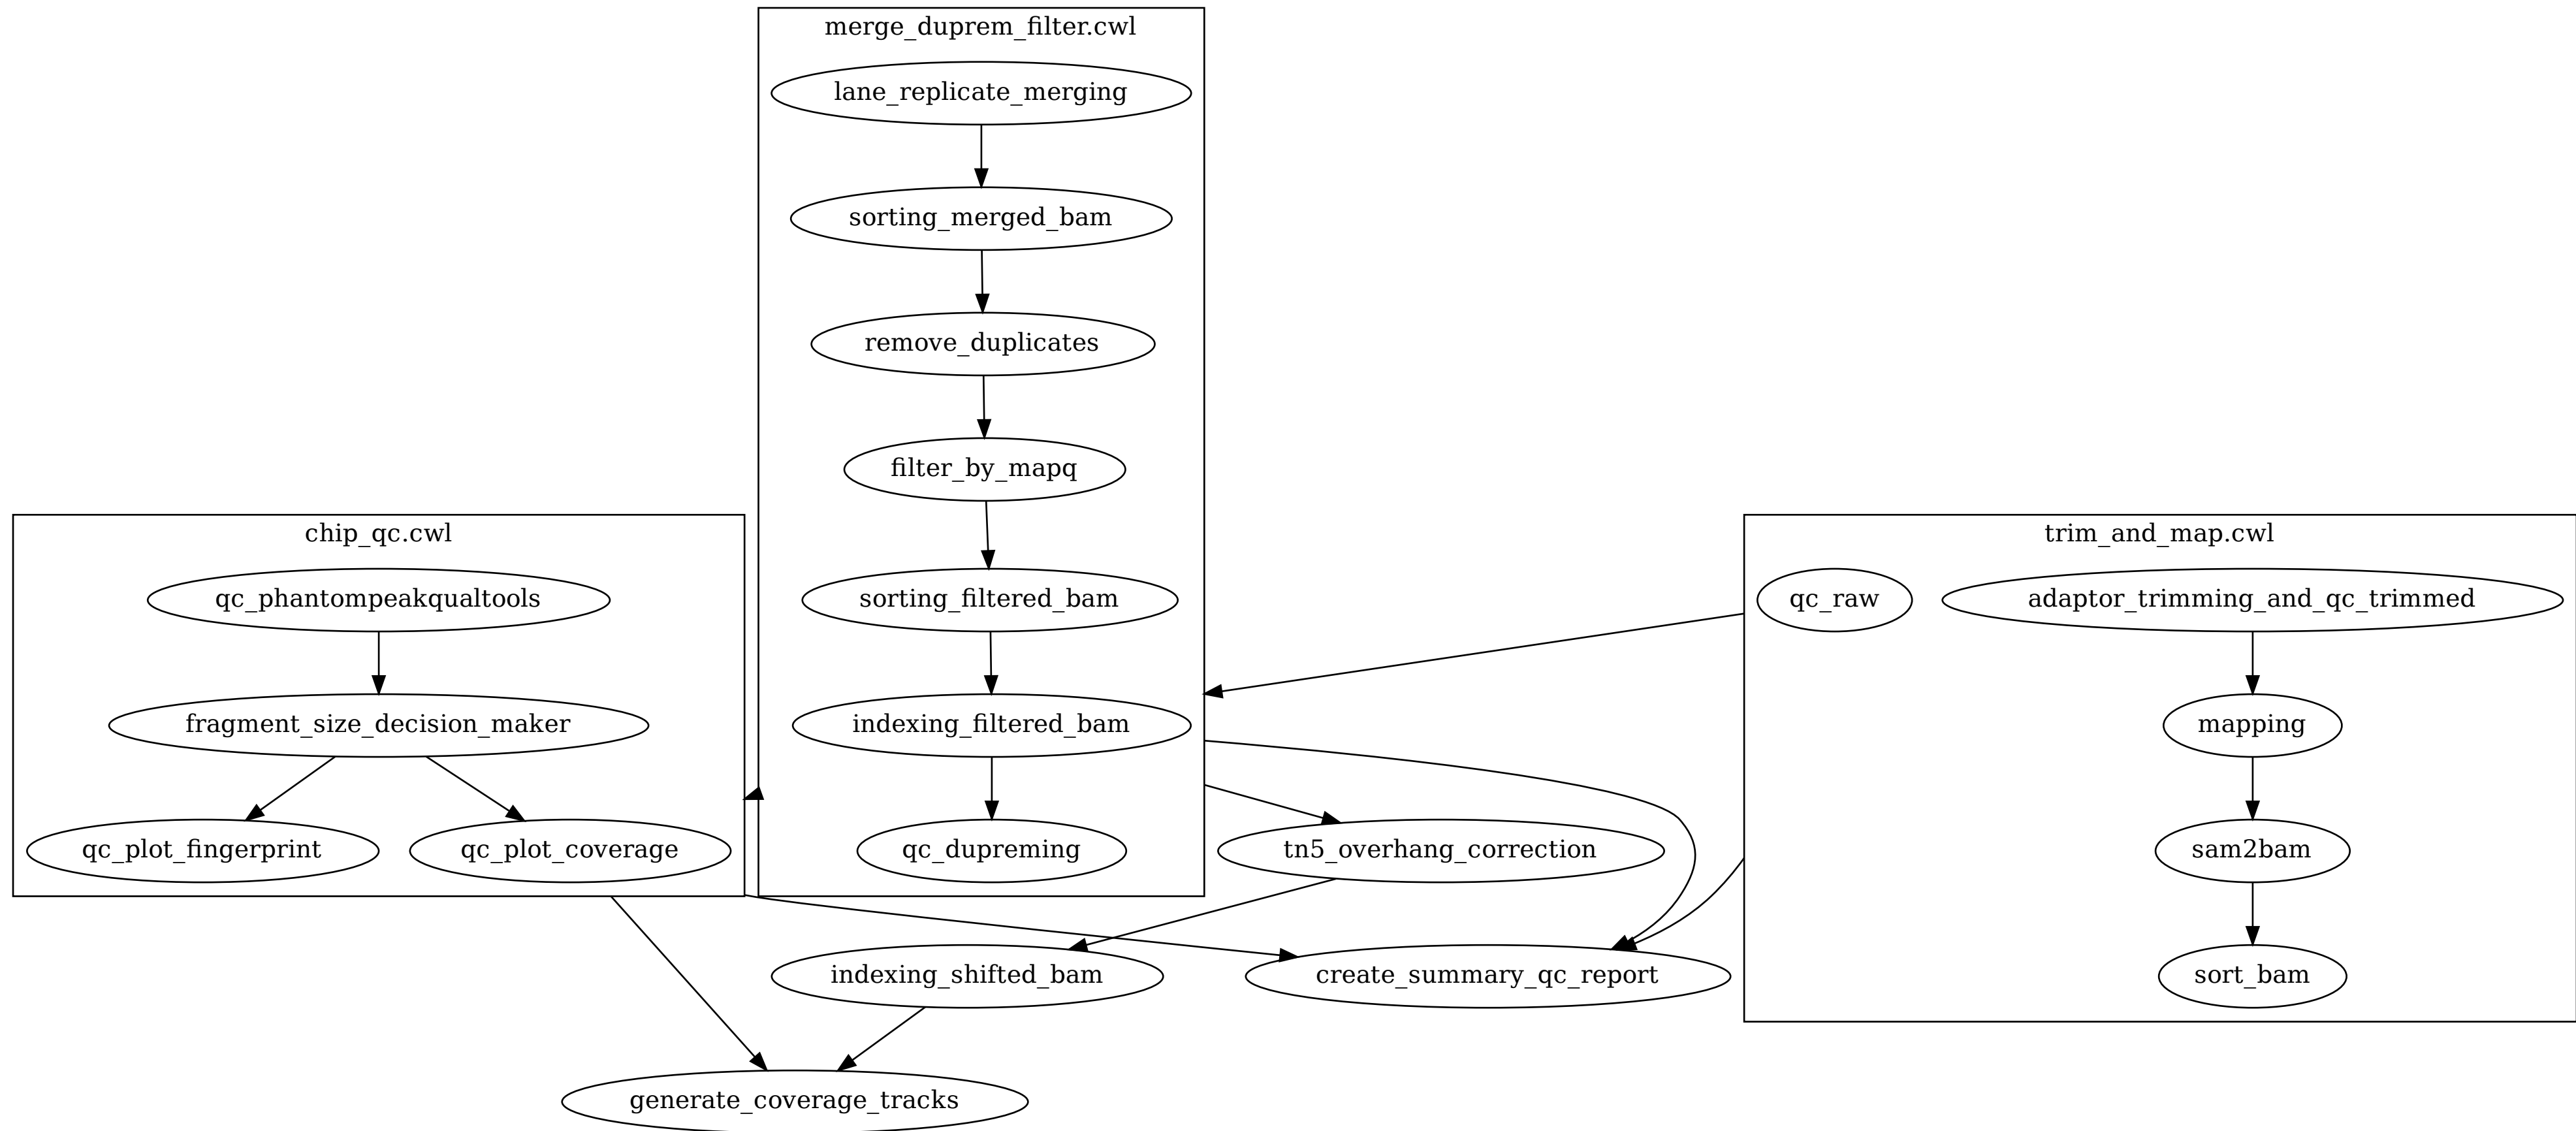 merge_duprem_filter.cwl
lane_replicate_merging
sorting_merged_bam
remove_duplicates
filter_by_mapq
sorting_filtered_bam
indexing_filtered_bam
qc_dupreming
chip_qc.cwl
qc_phantompeakqualtools
fragment_size_decision_maker
qc_plot_fingerprint
qc_plot_coverage
trim_and_map.cwl
qc_raw
adaptor_trimming_and_qc_trimmed
mapping
sam2bam
sort_bam
tn5_overhang_correction
indexing_shifted_bam
create_summary_qc_report
generate_coverage_tracks